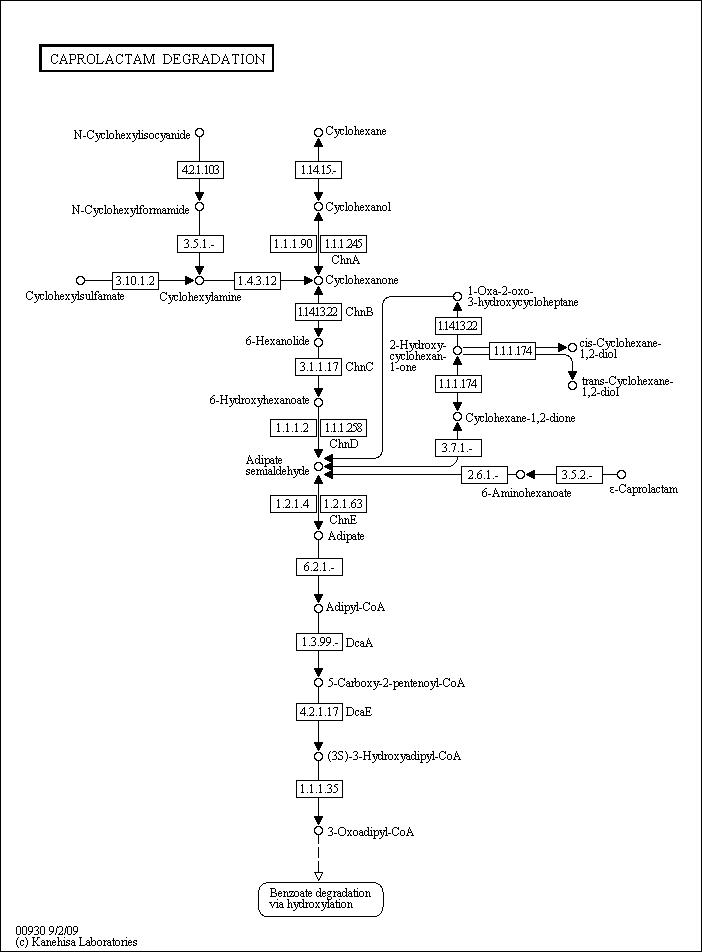 CAPROLACTAM DEGRADATION
N-Cyclohexylisocyanide
Cyclohexane
4.2.1.103
1.14.15.-
N-Cyclohexylformamide
Cyclohexanol
3.5.1.-
1.1.1.90
1.1.1.245
ChnA
3.10.1.2
1.4.3.12
Cyclohexanone
Cyclohexylsulfamate
Cyclohexylamine
1-Oxa-2-oxo-
3-hydroxycycloheptane
1.14.13.22
ChnB
1.14.13.22
6-Hexanolide
2-Hydroxy-
cyclohexan-
1-one
1.1.1.174
cis-Cyclohexane-
1,2-diol
3.1.1.17
ChnC
1.1.1.174
trans-Cyclohexane-
1,2-diol
6-Hydroxyhexanoate
Cyclohexane-1,2-dione
1.1.1.2
1.1.1.258
ChnD
3.7.1.-
Adipate
semialdehyde
2.6.1.-
3.5.2.-
6-Aminohexanoate
ε-Caprolactam
1.2.1.4
1.2.1.63
ChnE
Adipate
6.2.1.-
Adipyl-CoA
1.3.99.-
DcaA
5-Carboxy-2-pentenoyl-CoA
4.2.1.17
DcaE
(3S)-3-Hydroxyadipyl-CoA
1.1.1.35
3-Oxoadipyl-CoA
Benzoate degradation
via hydroxylation
00930 9/2/09
(c) Kanehisa Laboratories